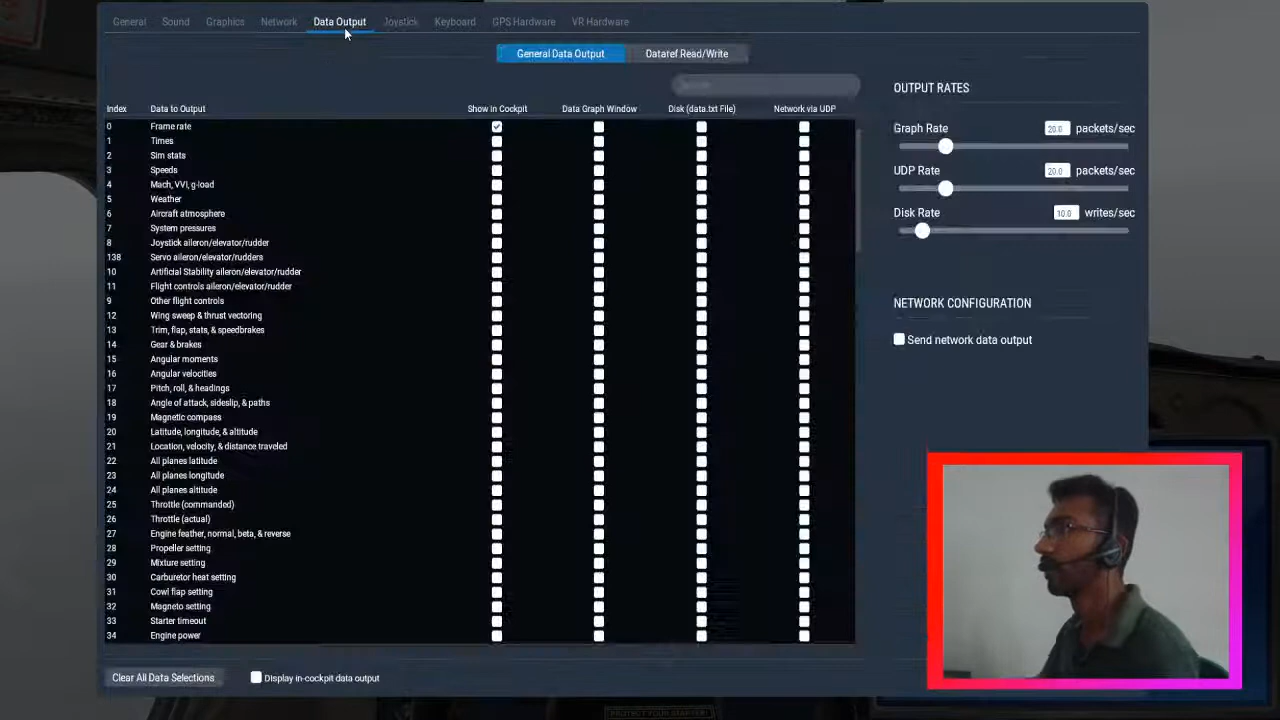 General Sound Graphics Network Data Output Joystick Keyboard GPS Hardware VR Hardware
General Data Output Dataref Read/Write
Index Data to Output Show in Cockpit Data Graph Window Disk (data.txt File) Network via UDP
0 Frame rate
1 Times
2 Sim stats
3 Speeds
4 Mach, VVI, g-load
5 Weather
6 Aircraft atmosphere
7 System pressures
8 Joystick aileron/elevator/rudder
138 Servo aileron/elevator/rudders
10 Artificial Stability aileron/elevator/rudder
11 Flight controls aileron/elevator/rudder
9 Other flight controls
12 Wing sweep & thrust vectoring
13 Trim, flap, stats, & speedbrakes
14 Gear & brakes
15 Angular moments
16 Angular velocities
17 Pitch, roll, & headings
18 Angle of attack, sideslip, & paths
19 Magnetic compass
20 Latitude, longitude, & altitude
21 Location, velocity, & distance traveled
22 All planes latitude
23 All planes longitude
24 All planes altitude
25 Throttle (commanded)
26 Throttle (actual)
27 Engine feather, normal, beta, & reverse
28 Propeller setting
29 Mixture setting
30 Carburetor heat setting
31 Cowl flap setting
32 Magneto setting
33 Starter timeout
34 Engine power
Clear All Data Selections Display in-cockpit data output
OUTPUT RATES
Graph Rate 20.0 packets/sec
UDP Rate 20.0 packets/sec
Disk Rate 10.0 writes/sec
NETWORK CONFIGURATION
Send network data output
PROTECT YOUR STARTER!